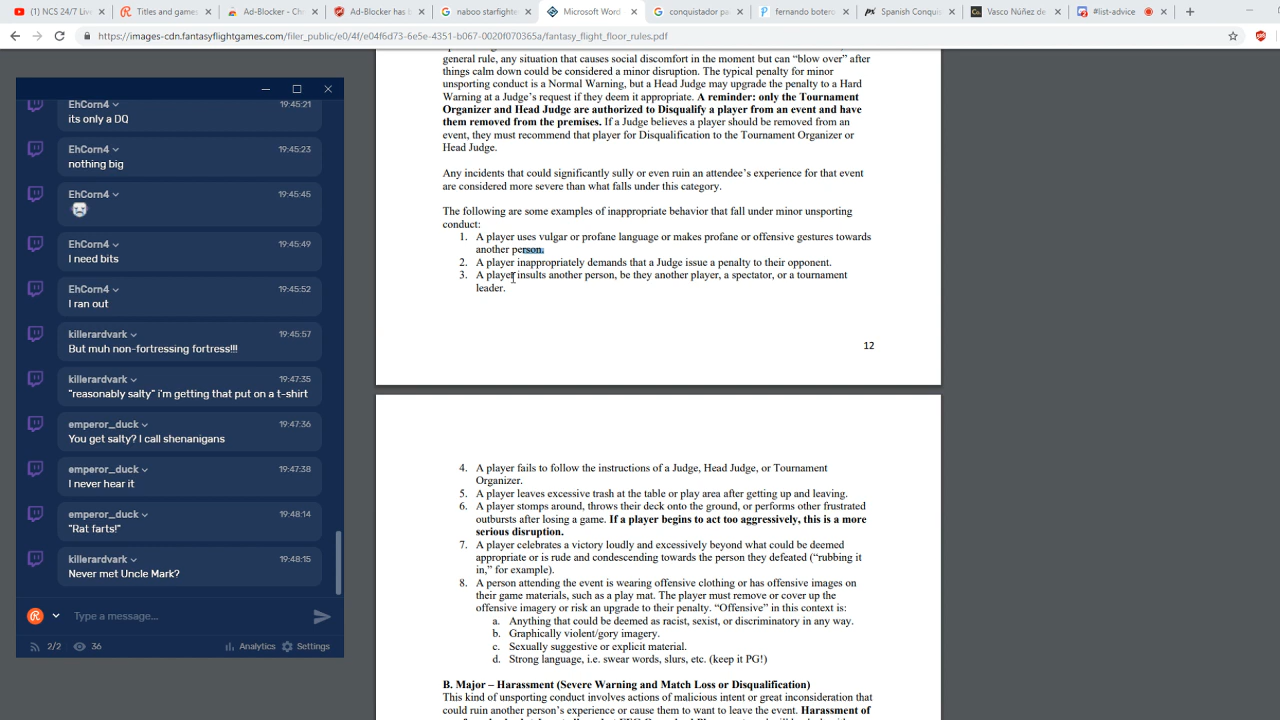 (1) NCS 24/7 Live
Titles and games
Ad-Blocker - Chr
Ad-Blocker has b
naboo starfighte
Microsoft Word
conquistador pa
fernando botero
Spanish Conqui
Vasco Núñez de
#list-advice
https://images-cdn.fantasyflightgames.com/filer_public/e0/4f/e04f6d73-6e5e-4351-b067-0020f070365a/fantasy_flight_floor_rules.pdf
EhCorn4 19:45:21
its only a DQ
EhCorn4 19:45:23
nothing big
EhCorn4 19:45:45
EhCorn4 19:45:49
I need bits
EhCorn4 19:45:52
I ran out
killerardvark 19:45:57
But muh non-fortressing fortress!!!
killerardvark 19:47:35
"reasonably salty" i'm getting that put on a t-shirt
emperor_duck 19:47:36
You get salty? I call shenanigans
emperor_duck 19:47:38
I never hear it
emperor_duck 19:48:14
"Rat farts!"
killerardvark 19:48:15
Never met Uncle Mark?
Type a message...
2/2 36 Analytics Settings
general rule, any situation that causes social discomfort in the moment but can “blow over” after
things calm down could be considered a minor disruption. The typical penalty for minor
unsporting conduct is a Normal Warning, but a Head Judge may upgrade the penalty to a Hard
Warning at a Judge’s request if they deem it appropriate. A reminder: only the Tournament
Organizer and Head Judge are authorized to Disqualify a player from an event and have
them removed from the premises. If a Judge believes a player should be removed from an
event, they must recommend that player for Disqualification to the Tournament Organizer or
Head Judge.
Any incidents that could significantly sully or even ruin an attendee’s experience for that event
are considered more severe than what falls under this category.
The following are some examples of inappropriate behavior that fall under minor unsporting
conduct:
1. A player uses vulgar or profane language or makes profane or offensive gestures towards
another person.
2. A player inappropriately demands that a Judge issue a penalty to their opponent.
3. A player insults another person, be they another player, a spectator, or a tournament
leader.
12
4. A player fails to follow the instructions of a Judge, Head Judge, or Tournament
Organizer.
5. A player leaves excessive trash at the table or play area after getting up and leaving.
6. A player stomps around, throws their deck onto the ground, or performs other frustrated
outbursts after losing a game. If a player begins to act too aggressively, this is a more
serious disruption.
7. A player celebrates a victory loudly and excessively beyond what could be deemed
appropriate or is rude and condescending towards the person they defeated (“rubbing it
in,” for example).
8. A person attending the event is wearing offensive clothing or has offensive images on
their game materials, such as a play mat. The player must remove or cover up the
offensive imagery or risk an upgrade to their penalty. “Offensive” in this context is:
a. Anything that could be deemed as racist, sexist, or discriminatory in any way.
b. Graphically violent/gory imagery.
c. Sexually suggestive or explicit material.
d. Strong language, i.e. swear words, slurs, etc. (keep it PG!)
B. Major – Harassment (Severe Warning and Match Loss or Disqualification)
This kind of unsporting conduct involves actions of malicious intent or great inconsideration that
could ruin another person’s experience or cause them to want to leave the event. Harassment of